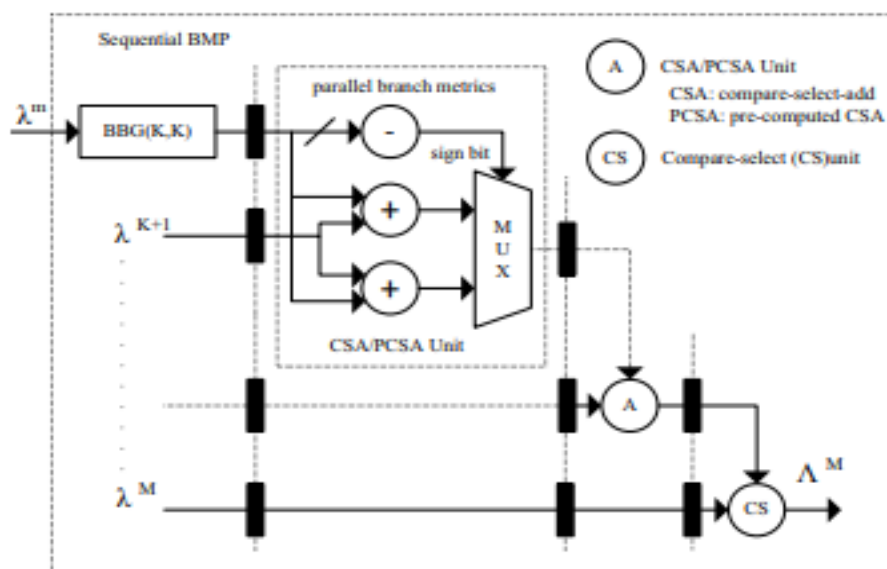 Sequential BMP
λ^m
BBG(K,K)
parallel branch metrics
-
sign bit
λ^K+1
+
+
M
U
X
CSA/PCSA Unit
A
CSA/PCSA Unit
CSA: compare-select-add
PCSA: pre-computed CSA
CS
Compare-select (CS)unit
A
λ^M
CS
Λ^M